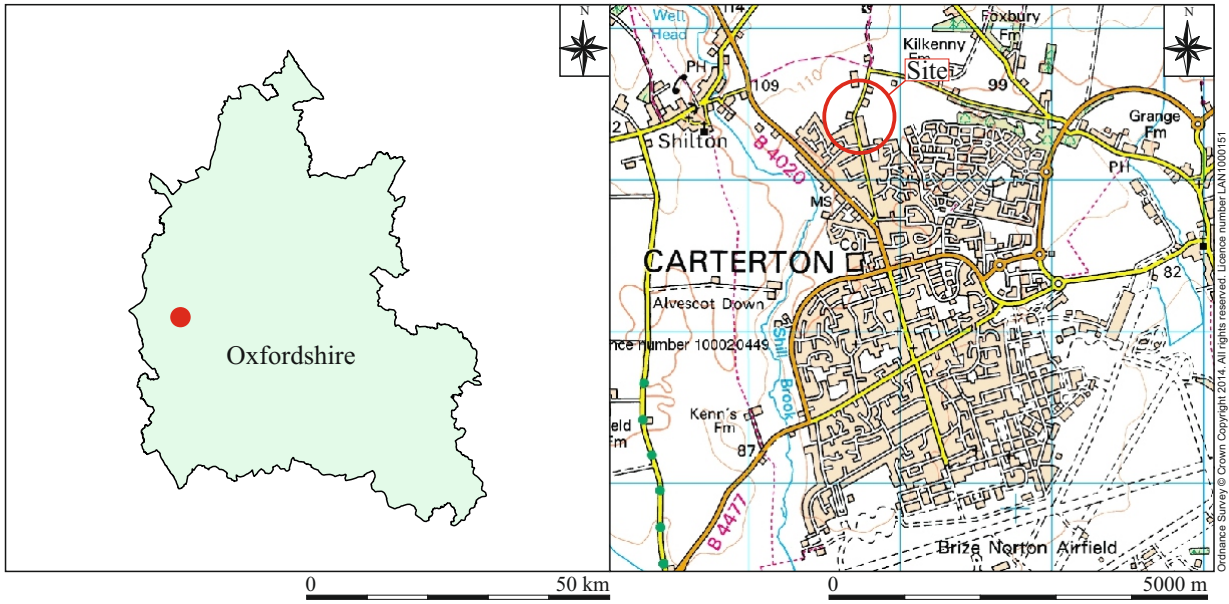 N
Oxfordshire
0
50 km
N
Well
Head
114
Foxbury
Fm
Kilkenny
Fm
Site
PH
109
110
99
Grange
Fm
2
Shilton
B 4020
PH
MS
Col
CARTERTON
82
Alvescot Down
nce number 100020449
Shill
Brook
Kenn's
Fm
eld
Fm
87
B 4477
Brize Norton Airfield
0
5000 m
Ordnance Survey © Crown Copyright 2014. All rights reserved. Licence number LAN1000151